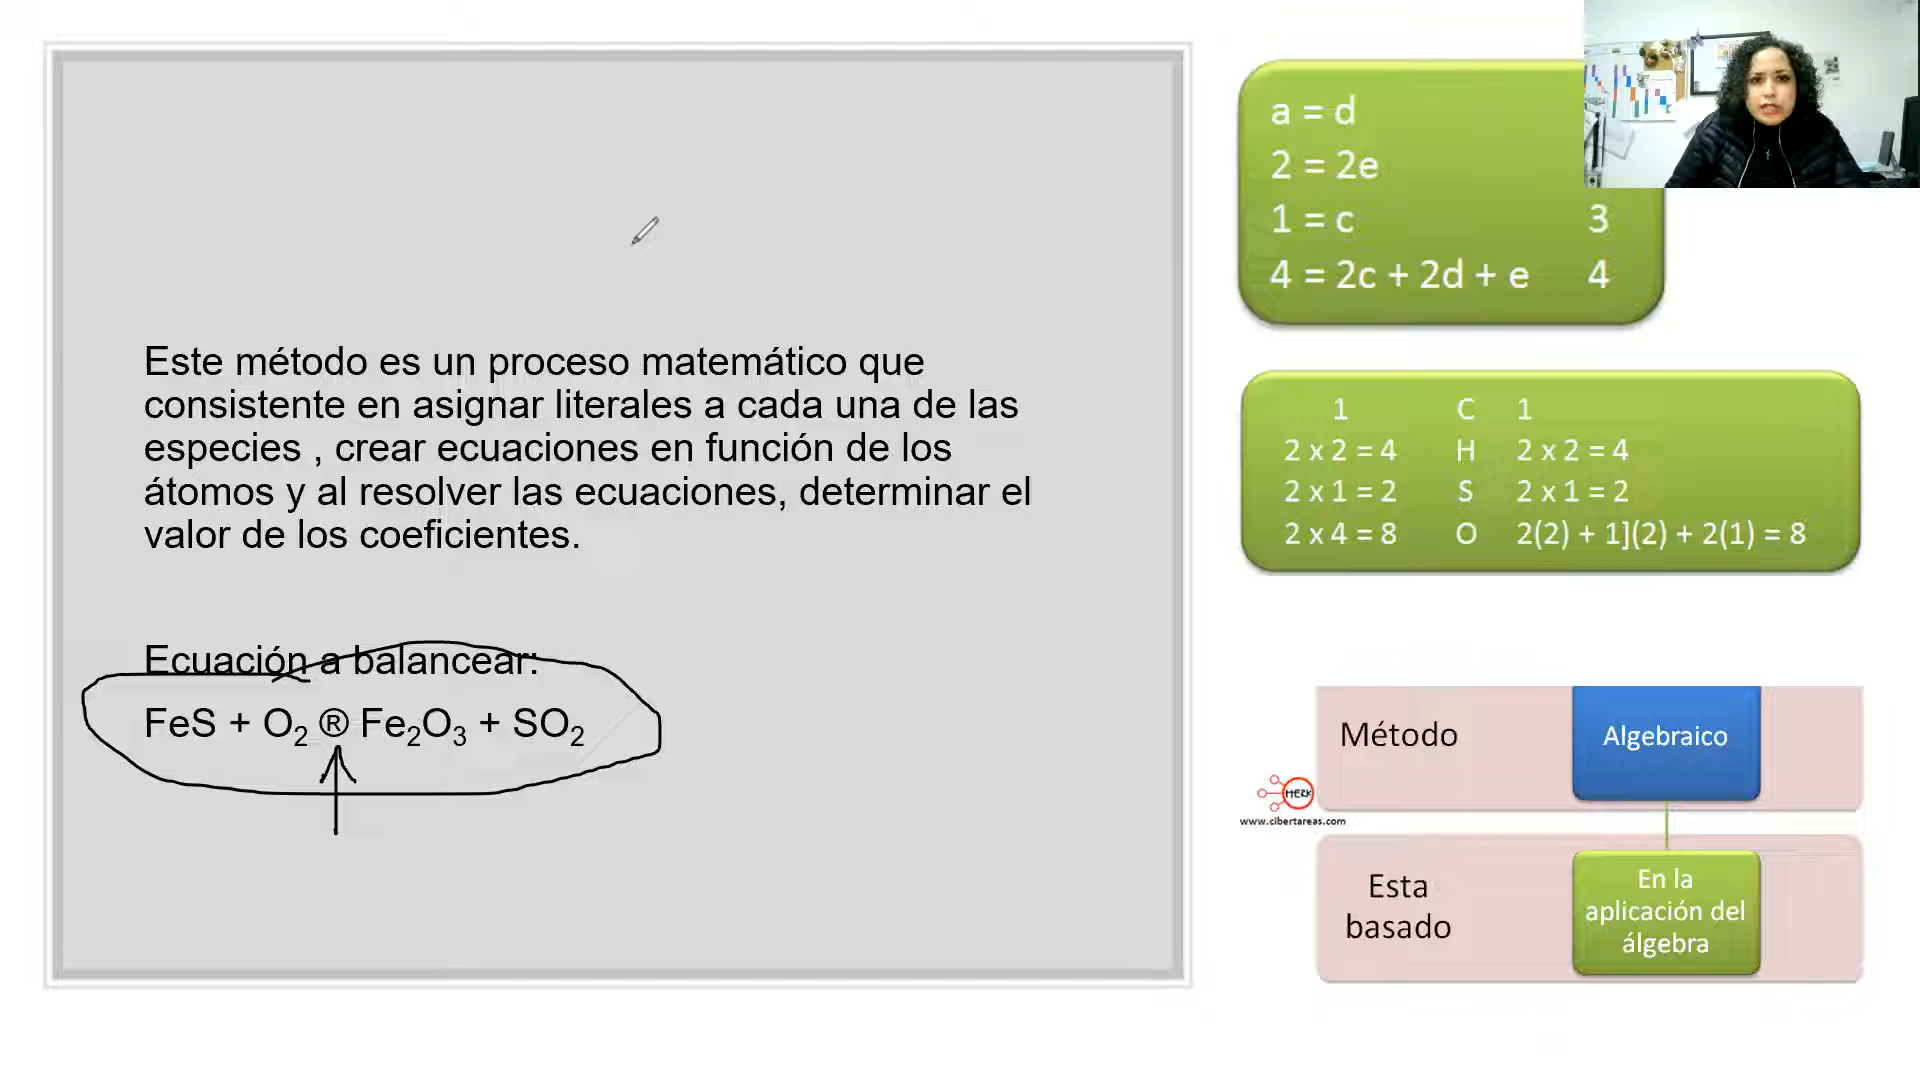 Este método es un proceso matemático que
consistente en asignar literales a cada una de las
especies , crear ecuaciones en función de los
átomos y al resolver las ecuaciones, determinar el
valor de los coeficientes.
Ecuación a balancear:
FeS + O₂ ® Fe₂O₃ + SO₂
a = d
2 = 2e
1 = c 3
4 = 2c + 2d + e 4
1 C 1
2 x 2 = 4 H 2 x 2 = 4
2 x 1 = 2 S 2 x 1 = 2
2 x 4 = 8 O 2(2) + 1](2) + 2(1) = 8
Método
Algebraico
HERK
www.cibertareas.com
Esta
basado
En la
aplicación del
álgebra